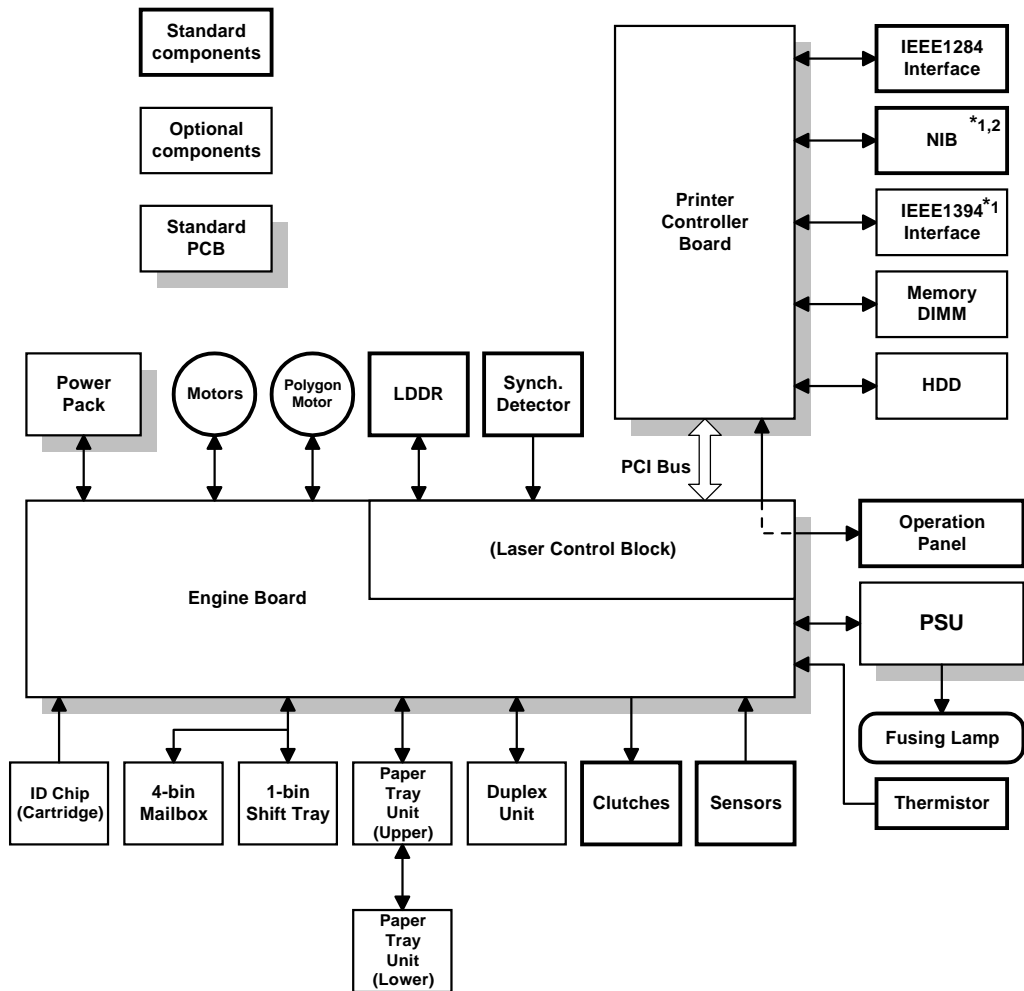 Standard
components
Optional
components
Standard
PCB
Printer
Controller
Board
IEEE1284
Interface
NIB *1,2
IEEE1394*1
Interface
Memory
DIMM
HDD
Power
Pack
Motors
Polygon
Motor
LDDR
Synch.
Detector
PCI Bus
(Laser Control Block)
Engine Board
Operation
Panel
PSU
Fusing Lamp
Thermistor
ID Chip
(Cartridge)
4-bin
Mailbox
1-bin
Shift Tray
Paper
Tray
Unit
(Upper)
Duplex
Unit
Clutches
Sensors
Paper
Tray
Unit
(Lower)